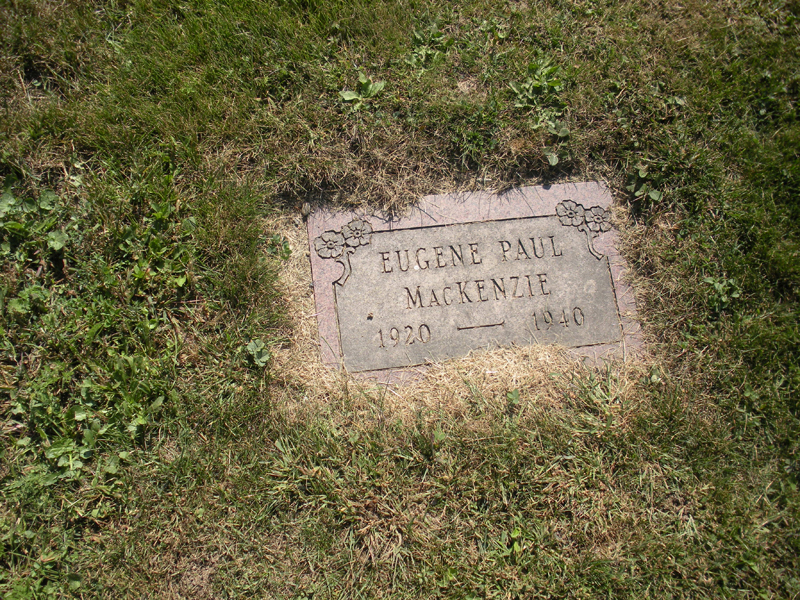 EUGENE PAUL
MACKENZIE
1920 — 1940